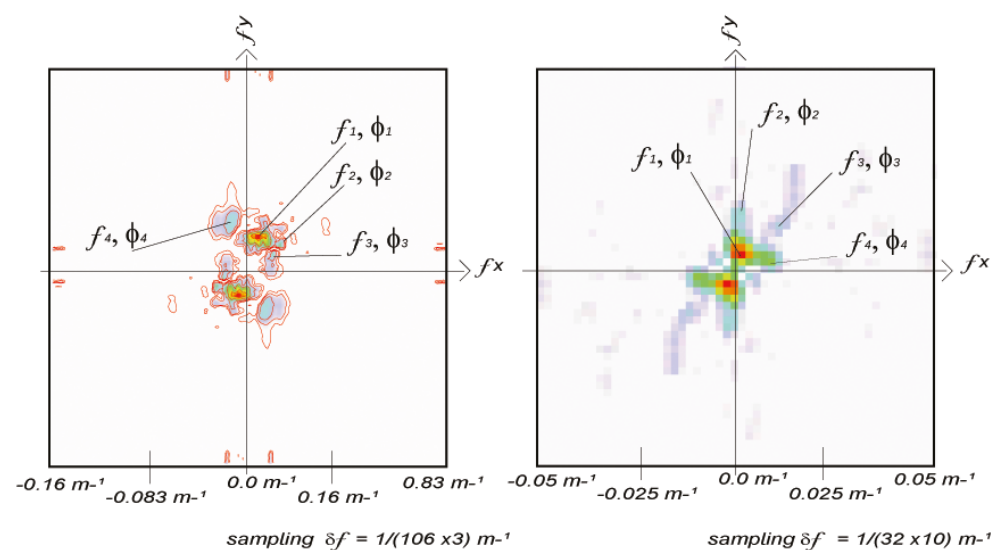 fy
f₁, ϕ₁
f₂, ϕ₂
f₃, ϕ₃
f₄, ϕ₄
fx
-0.16 m-¹
-0.083 m-¹
0.0 m-¹
0.16 m-¹
0.83 m-¹
sampling δf = 1/(106 x3) m-¹
fy
f₂, ϕ₂
f₁, ϕ₁
f₃, ϕ₃
f₄, ϕ₄
fx
-0.05 m-¹
-0.025 m-¹
0.0 m-¹
0.025 m-¹
0.05 m-¹
sampling δf = 1/(32 x10) m-¹